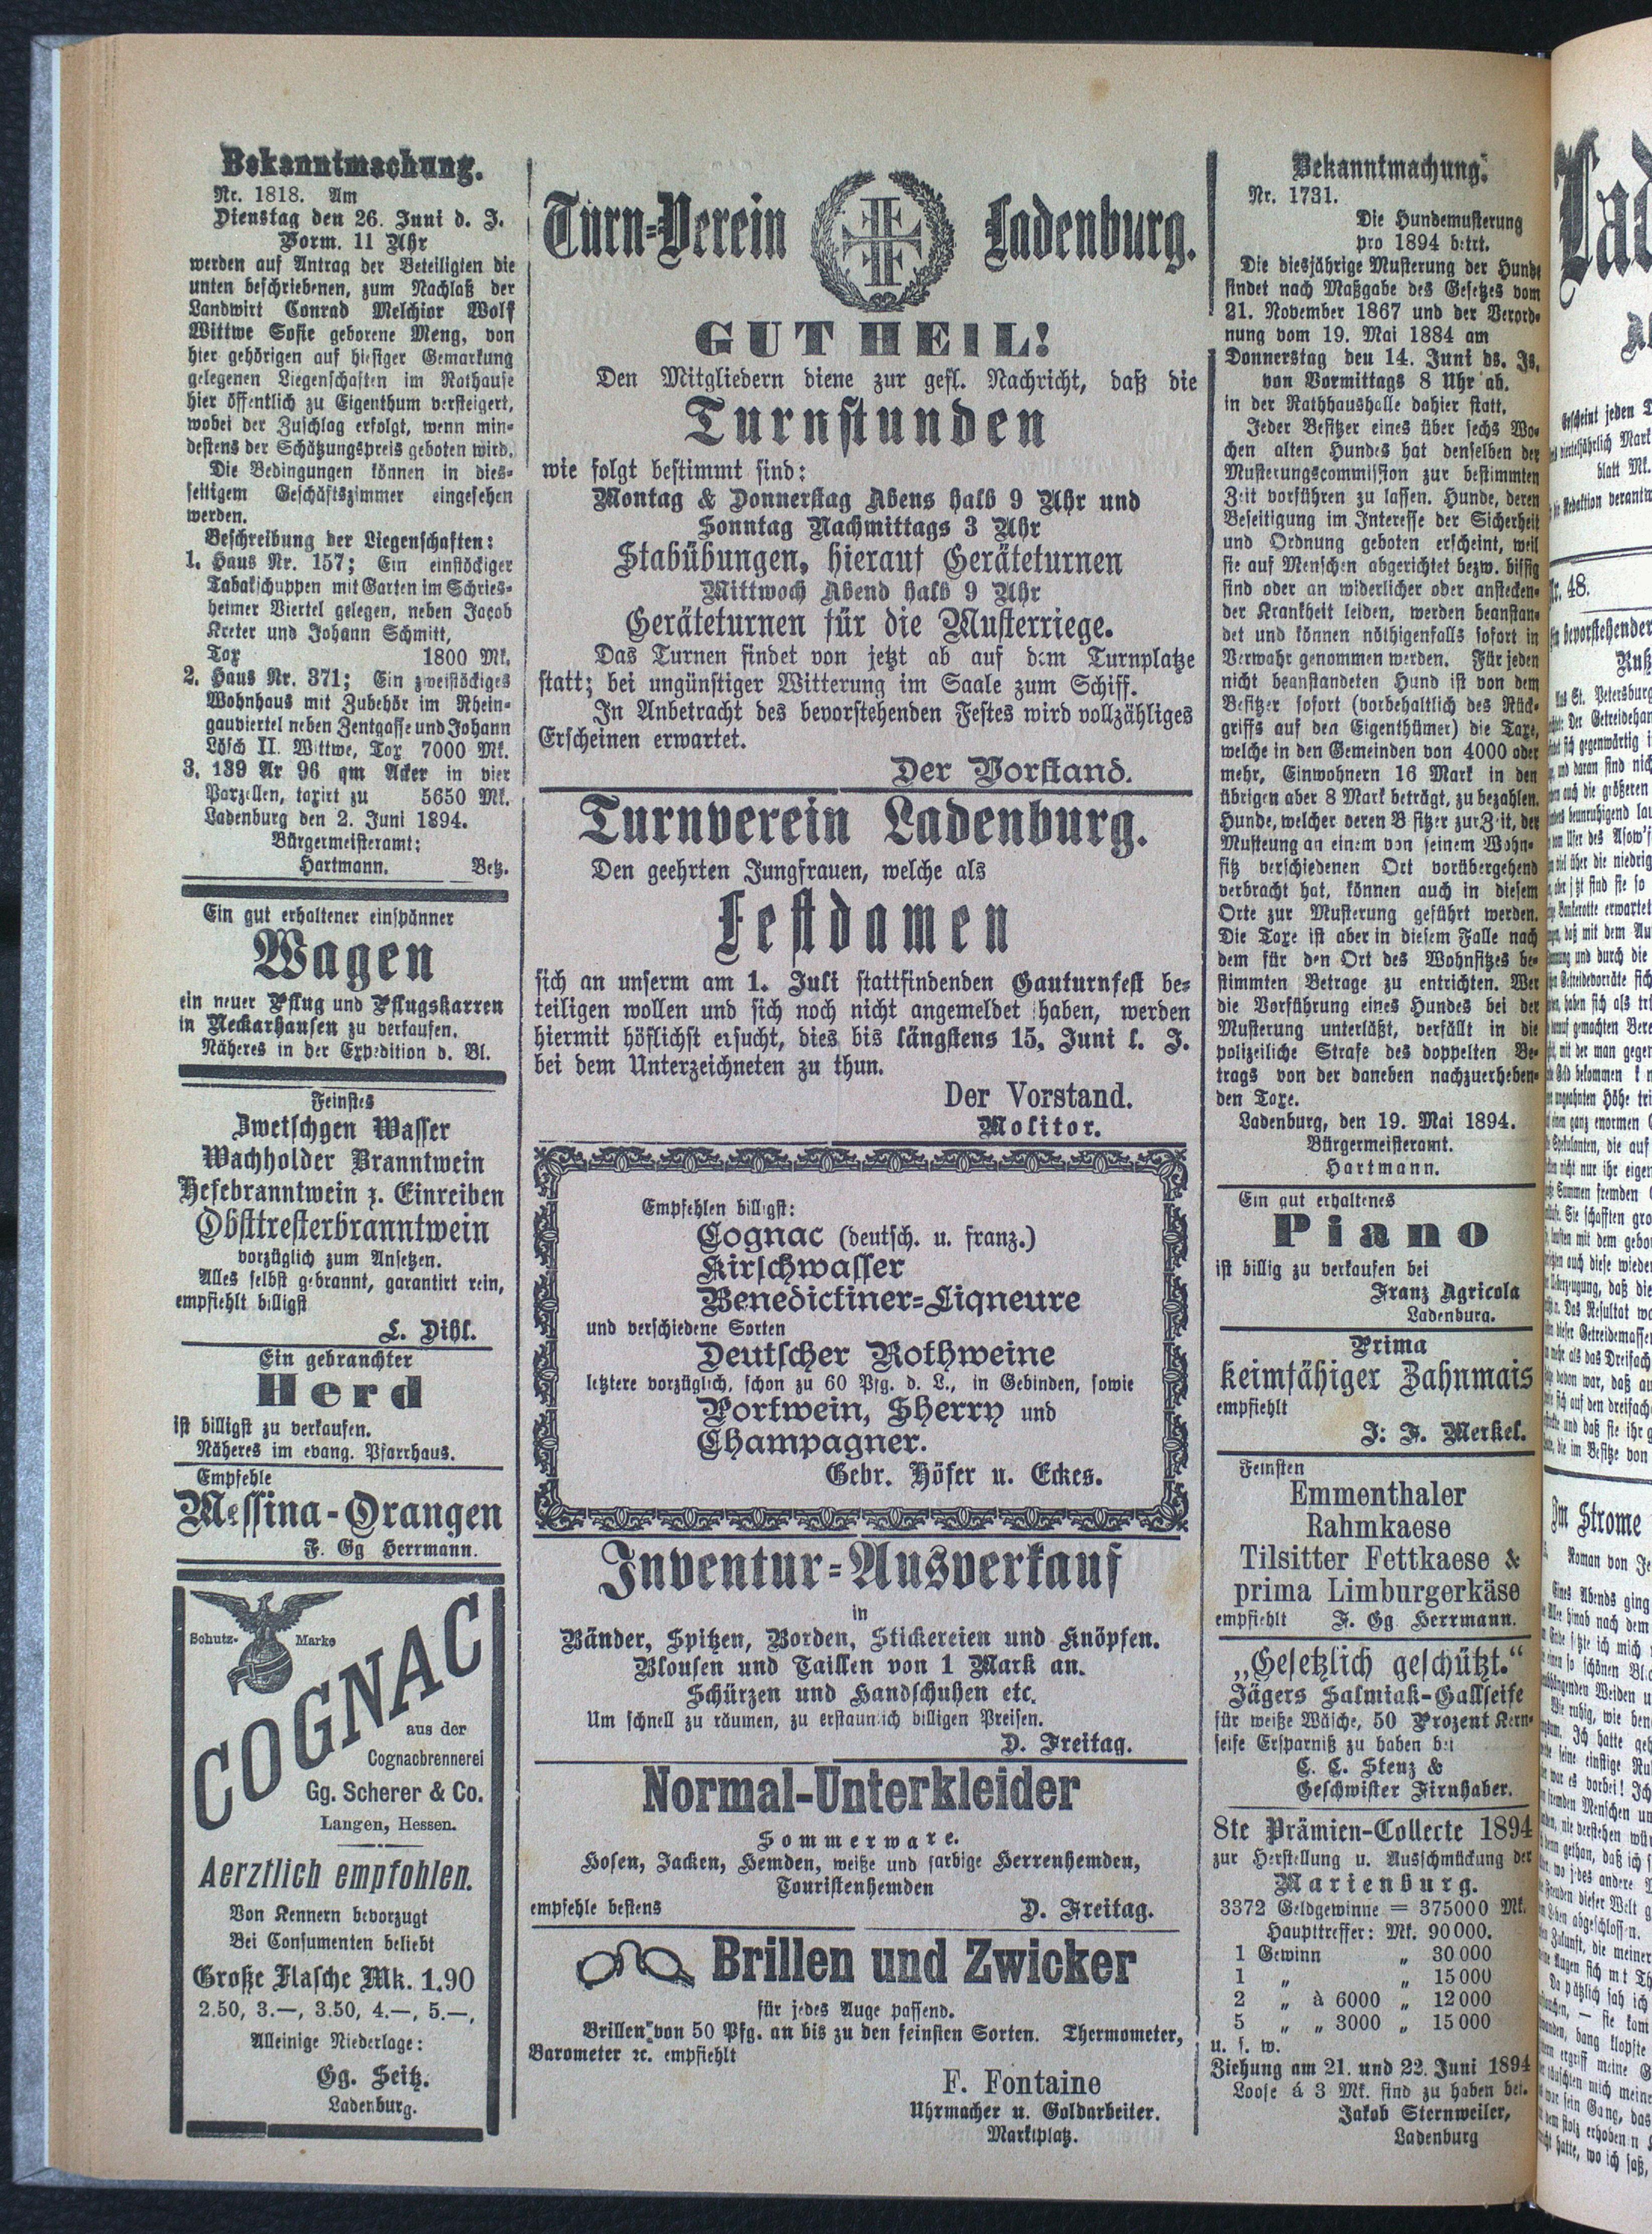 Bekanntmachung.
Nr. 1818. Am
Dienstag den 26. Juni d. J.
Vorm. 11 Uhr
werden auf Antrag der Beteiligten die
unten beschriebenen, zum Nachlaß der
Landwirt Conrad Melchior Wolf
Wittwe Sofie geborene Meng, von
hier gehörigen auf hiesiger Gemarkung
gelegenen Liegenschaften im Rathause
hier öffentlich zu Eigenthum versteigert,
wobei der Zuschlag erfolgt, wenn min-
destens der Schätzungspreis geboten wird.
Die Bedingungen können in dies-
seitigem Geschäftszimmer eingesehen
werden.
Beschreibung der Liegenschaften:
1. Haus Nr. 157; Ein einstöckiger
Tabakschuppen mit Garten im Schries-
heimer Viertel gelegen, neben Jacob
Kreter und Johann Schmitt,
Tax 1800 Mk.
2. Haus Nr. 371; Ein zweistöckiges
Wohnhaus mit Zubehör im Rhein-
gauviertel neben Zentgasse und Johann
Lösch II. Wittwe, Tax 7000 Mk.
3. 139 Ar 96 qm Acker in vier
Parzellen, taxirt zu 5650 Mk.
Ladenburg den 2. Juni 1894.
Bürgermeisteramt:
Hartmann. Betz.
Ein gut erhaltener einspänner
Wagen
ein neuer Pflug und Pflugskarren
in Neckarhausen zu verkaufen.
Näheres in der Expedition d. Bl.
Feinstes
Zwetschgen Wasser
Wachholder Branntwein
Hefebranntwein z. Einreiben
Obsttresterbranntwein
vorzüglich zum Ansetzen.
Alles selbst gebrannt, garantirt rein,
empfiehlt billigst
L. Dihl.
Ein gebrauchter
Herd
ist billigst zu verkaufen.
Näheres im evang. Pfarrhaus.
Empfehle
Messina-Orangen
F. Gg Herrmann.
Schutz-Marke
COGNAC
aus der
Cognacbrennerei
Gg. Scherer & Co.
Langen, Hessen.
Aerztlich empfohlen.
Von Kennern bevorzugt
Bei Consumenten beliebt
Große Flasche Mk. 1.90
2.50, 3.—, 3.50, 4.—, 5.—,
Alleinige Niederlage:
Gg. Seitz.
Ladenburg.
Turn-Verein Ladenburg.
GUT HEIL!
Den Mitgliedern diene zur gefl. Nachricht, daß die
Turnstunden
wie folgt bestimmt sind:
Montag & Donnerstag Abens halb 9 Uhr und
Sonntag Nachmittags 3 Uhr
Stabübungen, hierauf Geräteturnen
Mittwoch Abend halb 9 Uhr
Geräteturnen für die Musterriege.
Das Turnen findet von jetzt ab auf dem Turnplatze
statt; bei ungünstiger Witterung im Saale zum Schiff.
In Anbetracht des bevorstehenden Festes wird vollzähliges
Erscheinen erwartet.
Der Vorstand.
Turnverein Ladenburg.
Den geehrten Jungfrauen, welche als
Festdamen
sich an unserm am 1. Juli stattfindenden Gauturnfest be-
teiligen wollen und sich noch nicht angemeldet haben, werden
hiermit höflichst ersucht, dies bis längstens 15. Juni l. J.
bei dem Unterzeichneten zu thun.
Der Vorstand.
Molitor.
Empfehlen billigst:
Cognac (deutsch. u. franz.)
Kirschwasser
Benedictiner-Liqneure
und verschiedene Sorten
Deutscher Rothweine
letztere vorzüglich, schon zu 60 Pfg. d. L., in Gebinden, sowie
Portwein, Sherry und
Champagner.
Gebr. Höfer u. Eckes.
Inventur-Ausverkauf
in
Bänder, Spitzen, Borden, Stickereien und Knöpfen.
Blousen und Taillen von 1 Mark an.
Schürzen und Handschuhen etc.
Um schnell zu räumen, zu erstaunlich billigen Preisen.
D. Freitag.
Normal-Unterkleider
Sommerware.
Hosen, Jacken, Hemden, weiße und farbige Herrenhemden,
Touristenhemden
empfehle bestens D. Freitag.
Brillen und Zwicker
für jedes Auge passend.
Brillen von 50 Pfg. an bis zu den feinsten Sorten. Thermometer,
Barometer ꝛc. empfiehlt
F. Fontaine
Uhrmacher u. Goldarbeiter.
Marktplatz.
Bekanntmachung.
Nr. 1731.
Die Hundemusterung
pro 1894 betrt.
Die diesjährige Musterung der Hunde
findet nach Maßgabe des Gesetzes vom
21. November 1867 und der Verord-
nung vom 19. Mai 1884 am
Donnerstag den 14. Juni ds. Js.
von Vormittags 8 Uhr ab.
in der Rathhaushalle dahier statt.
Jeder Besitzer eines über sechs Wo-
chen alten Hundes hat denselben der
Musterungscommission zur bestimmten
Zeit vorführen zu lassen. Hunde, deren
Beseitigung im Interesse der Sicherheit
und Ordnung geboten erscheint, weil
sie auf Menschen abgerichtet bezw. bissig
sind oder an widerlicher oder anstecken-
der Krankheit leiden, werden beanstan-
det und können nöthigenfalls sofort in
Verwahr genommen werden. Für jeden
nicht beanstandeten Hund ist von dem
Besitzer sofort (vorbehaltlich des Rück-
griffs auf den Eigenthümer) die Taxe,
welche in den Gemeinden von 4000 oder
mehr, Einwohnern 16 Mark in den
übrigen aber 8 Mark beträgt, zu bezahlen.
Hunde, welcher deren B sitzer zur Z it, der
Musteung an einem von seinem Wohn-
sitz verschiedenen Ort vorübergehend
verbracht hat, können auch in diesem
Orte zur Musterung geführt werden.
Die Taxe ist aber in diesem Falle nach
dem für den Ort des Wohnsitzes be-
stimmten Betrage zu entrichten. Wer
die Vorführung eines Hundes bei der
Musterung unterläßt, verfällt in die
polizeiliche Strafe des doppelten Be-
trags von der daneben nachzuerheben-
den Taxe.
Ladenburg, den 19. Mai 1894.
Bürgermeisteramt.
Hartmann.
Ein gut erhaltenes
Piano
ist billig zu verkaufen bei
Franz Agricola
Ladenburg.
Prima
keimfähiger Zahnmais
empfiehlt
J: F. Merkel.
Feinsten
Emmenthaler
Rahmkaese
Tilsitter Fettkaese &
prima Limburgerkäse
empfiehlt F. Gg. Herrmann.
„Gesetzlich geschützt."
Jägers Salmiak-Gallseife
für weiße Wäsche, 50 Prozent Kern-
seife Ersparniß zu haben bei
C. C. Stenz &
Geschwister Firnhaber.
8te Prämien-Collecte 1894
zur Herstellung u. Ausschmückung der
Marienburg.
3372 Geldgewinne = 375000 Mk.
Haupttreffer: Mk. 90000.
1 Gewinn „ 30 000
1 „ „ 15 000
2 „ à 6000 „ 12 000
5 „ „ 3000 „ 15 000
u. s. w.
Ziehung am 21. und 22. Juni 1894
Loose á 3 Mk. sind zu haben bei.
Jakob Sternweiler,
Ladenburg